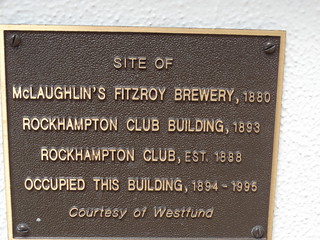 SITE OF
McLAUGHLIN'S FITZROY BREWERY, 1880
ROCKHAMPTON CLUB BUILDING, 1893
ROCKHAMPTON CLUB, EST. 1888
OCCUPIED THIS BUILDING, 1894-1995
Courtesy of Westfund